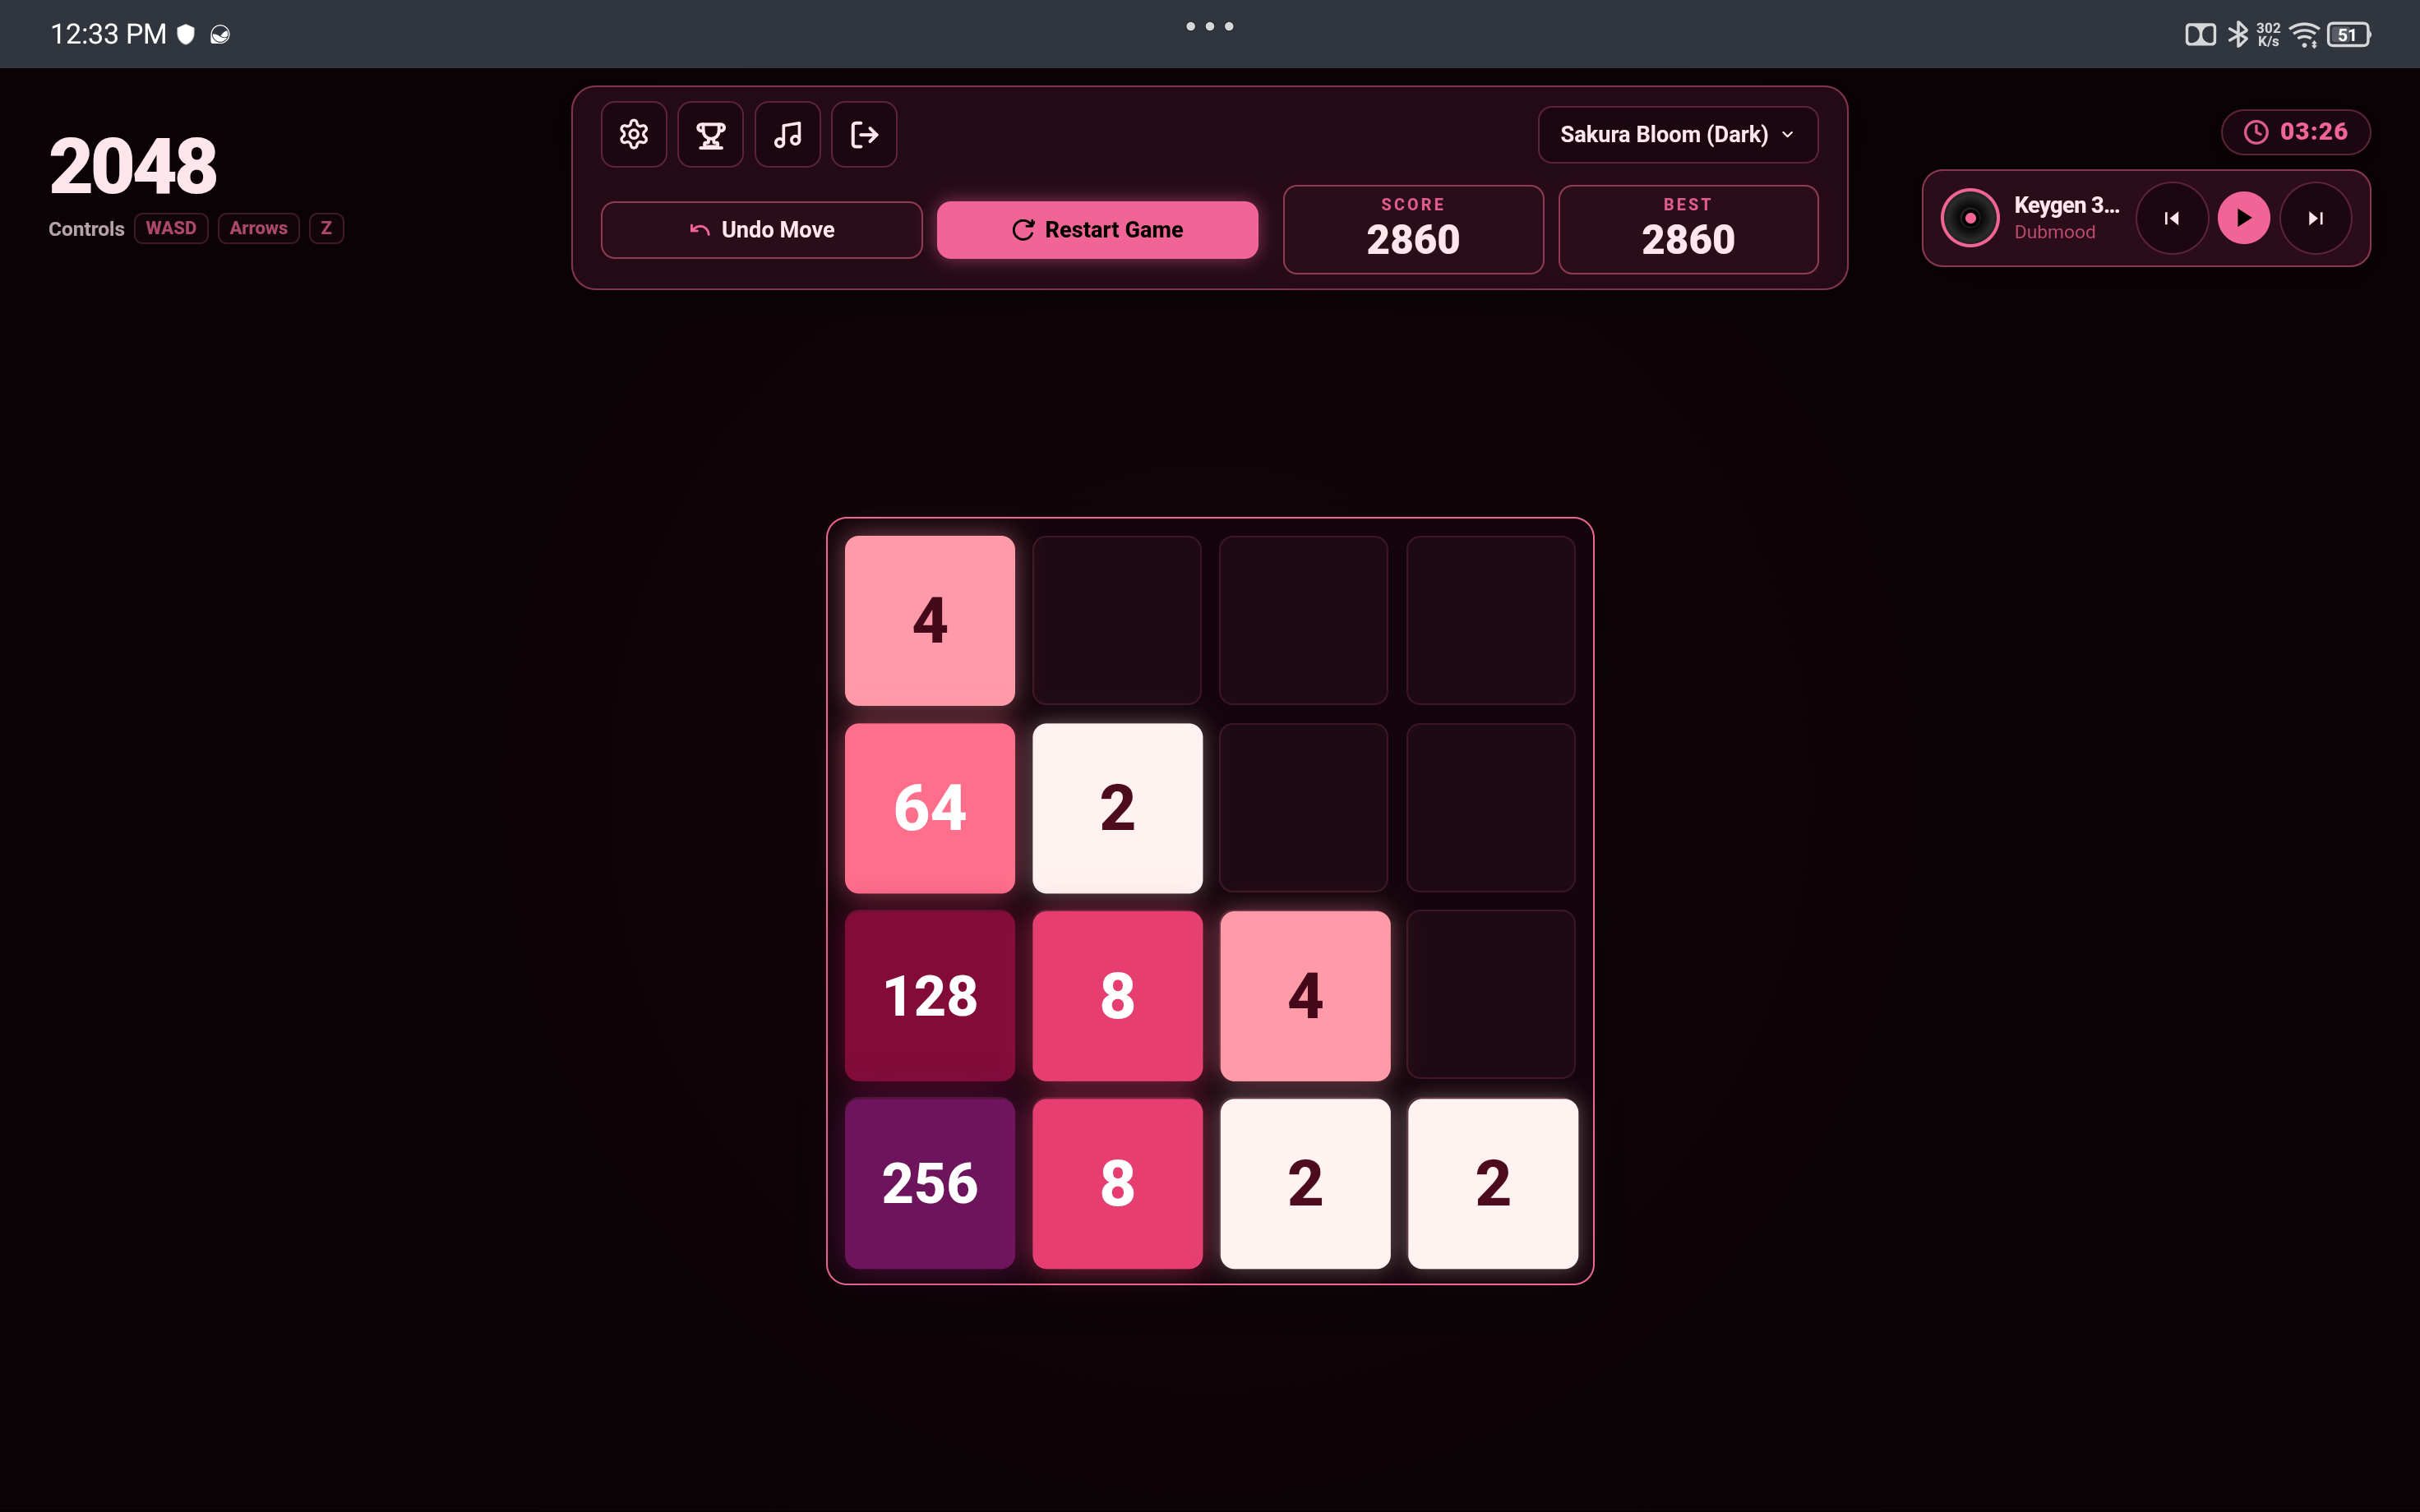 12:33 PM
302 K/s
51
2048
Controls WASD Arrows Z
Sakura Bloom (Dark)
Undo Move
Restart Game
SCORE
2860
BEST
2860
03:26
Keygen 3...
Dubmood
4
64 2
128 8 4
256 8 2 2